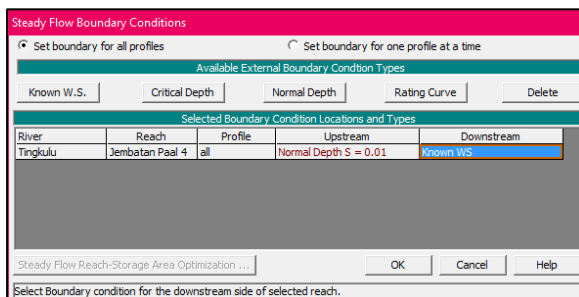 Steady Flow Boundary Conditions
Set boundary for all profiles Set boundary for one profile at a time
Available External Boundary Condtion Types
Known W.S. Critical Depth Normal Depth Rating Curve Delete
Selected Boundary Condition Locations and Types
River Reach Profile Upstream Downstream
Tingkulu Jembatan Paal 4 all Normal Depth S = 0.01 Known WS
Steady Flow Reach-Storage Area Optimization ... OK Cancel Help
Select Boundary condition for the downstream side of selected reach.